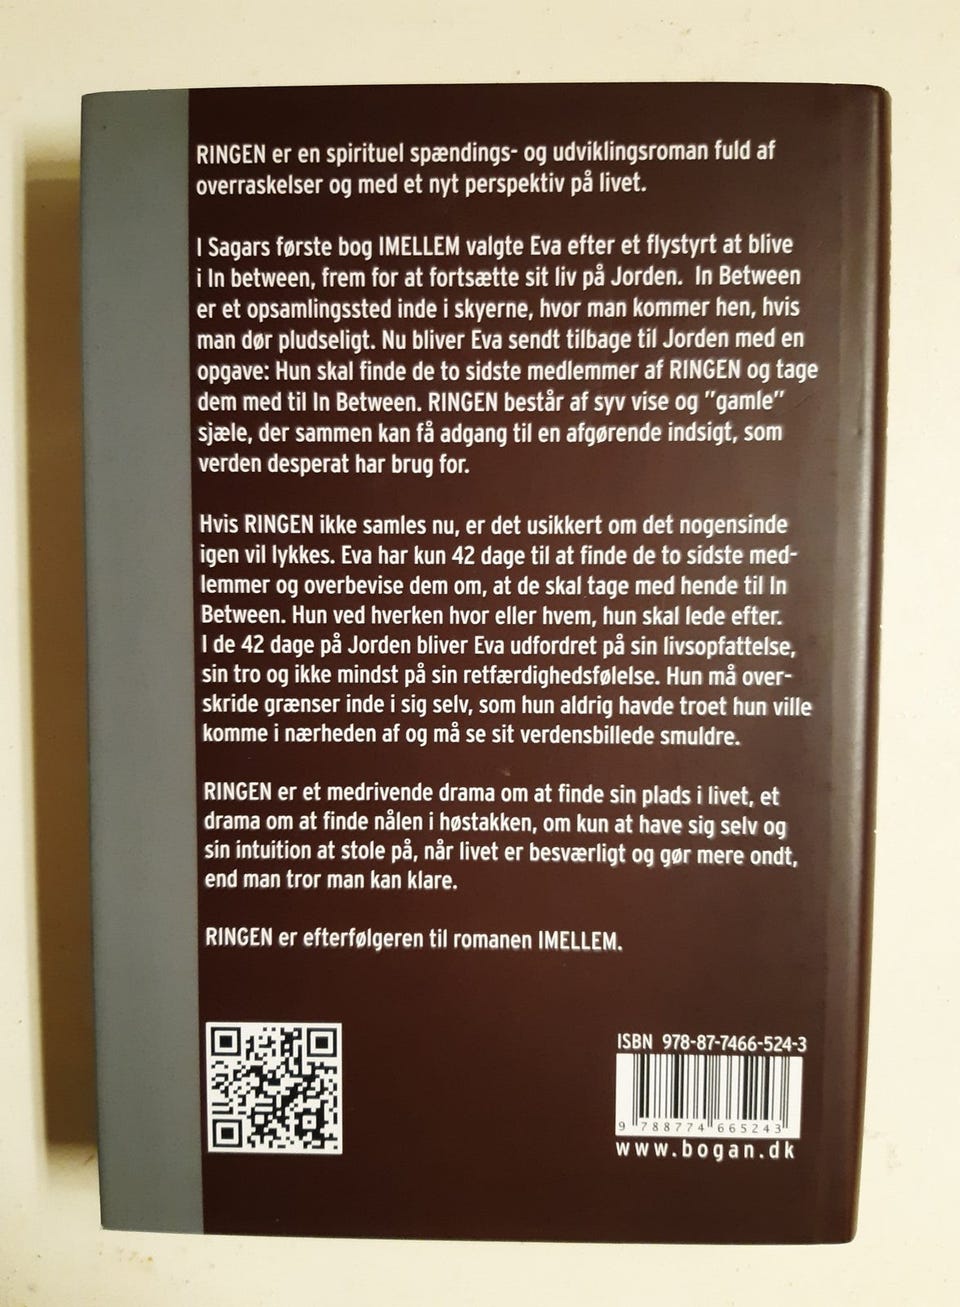 RINGEN er en spirituel spændings- og udviklingsroman fuld af
overraskelser og med et nyt perspektiv på livet.
I Sagars første bog IMELLEM valgte Eva efter et flystyrt at blive
i In between, frem for at fortsætte sit liv på Jorden. In Between
er et opsamlingssted inde i skyerne, hvor man kommer hen, hvis
man dør pludseligt. Nu bliver Eva sendt tilbage til Jorden med en
opgave: Hun skal finde de to sidste medlemmer af RINGEN og tage
dem med til In Between. RINGEN består af syv vise og "gamle"
sjæle, der sammen kan få adgang til en afgørende indsigt, som
verden desperat har brug for.
Hvis RINGEN ikke samles nu, er det usikkert om det nogensinde
igen vil lykkes. Eva har kun 42 dage til at finde de to sidste med-
lemmer og overbevise dem om, at de skal tage med hende til In
Between. Hun ved hverken hvor eller hvem, hun skal lede efter.
I de 42 dage på Jorden bliver Eva udfordret på sin livsopfattelse,
sin tro og ikke mindst på sin retfærdighedsfølelse. Hun må over-
skride grænser inde i sig selv, som hun aldrig havde troet hun ville
komme i nærheden af og må se sit verdensbillede smuldre.
RINGEN er et medrivende drama om at finde sin plads i livet, et
drama om at finde nålen i høstakken, om kun at have sig selv og
sin intuition at stole på, når livet er besværligt og gør mere ondt,
end man tror man kan klare.
RINGEN er efterfølgeren til romanen IMELLEM.
ISBN 978-87-7466-524-3
9 788774 665243
www.bogan.dk